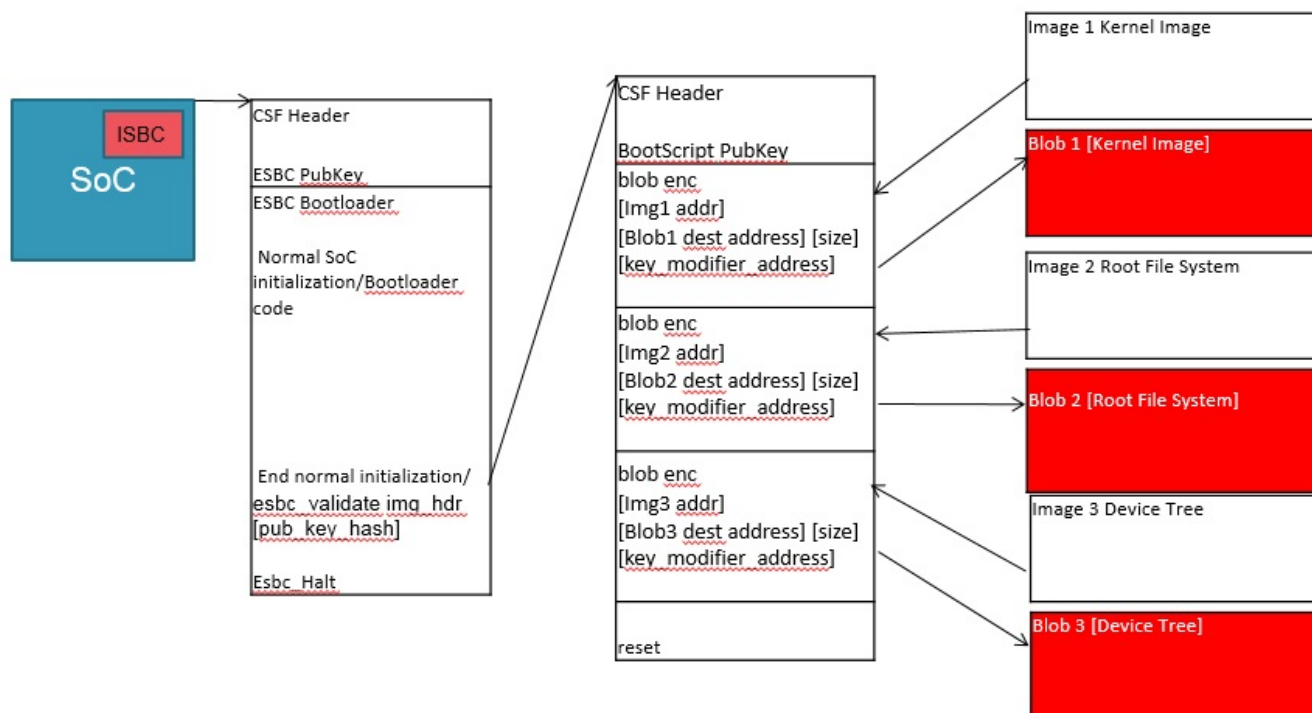 ISBC
SoC
CSF Header
ESBC PubKey
ESBC Bootloader
Normal SoC
initialization/Bootloader
code
End normal initialization/
esbc_validate img_hdr
[pub_key_hash]
Esbc_Halt
CSF Header
BootScript PubKey
blob enc
[Img1 addr]
[Blob1 dest address] [size]
[key_modifier_address]
blob enc
[Img2 addr]
[Blob2 dest address] [size]
[key_modifier_address]
blob enc
[Img3 addr]
[Blob3 dest address] [size]
[key_modifier_address]
reset
Image 1 Kernel Image
Blob 1 [Kernel Image]
Image 2 Root File System
Blob 2 [Root File System]
Image 3 Device Tree
Blob 3 [Device Tree]